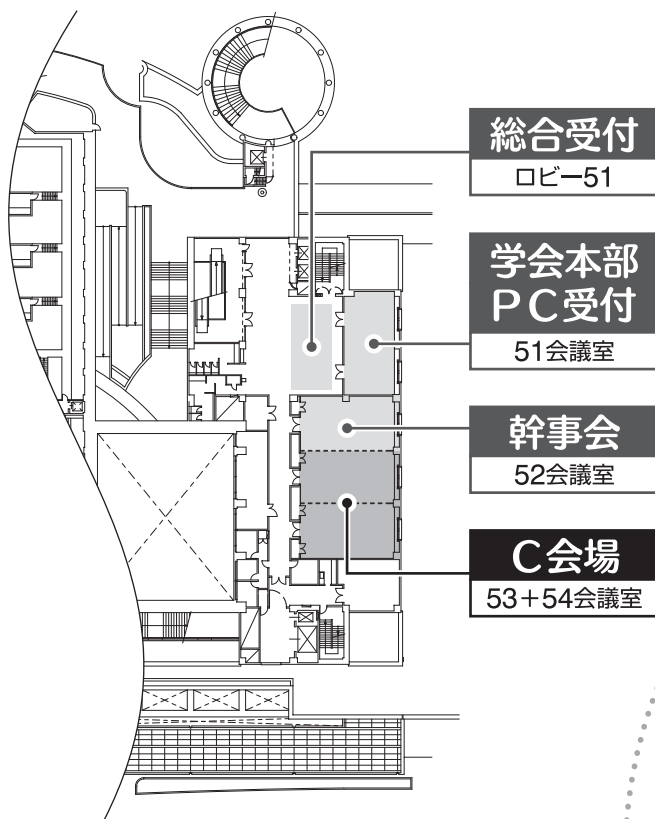 総合受付
ロビー51
学会本部
PC受付
51会議室
幹事会
52会議室
C会場
53+54会議室